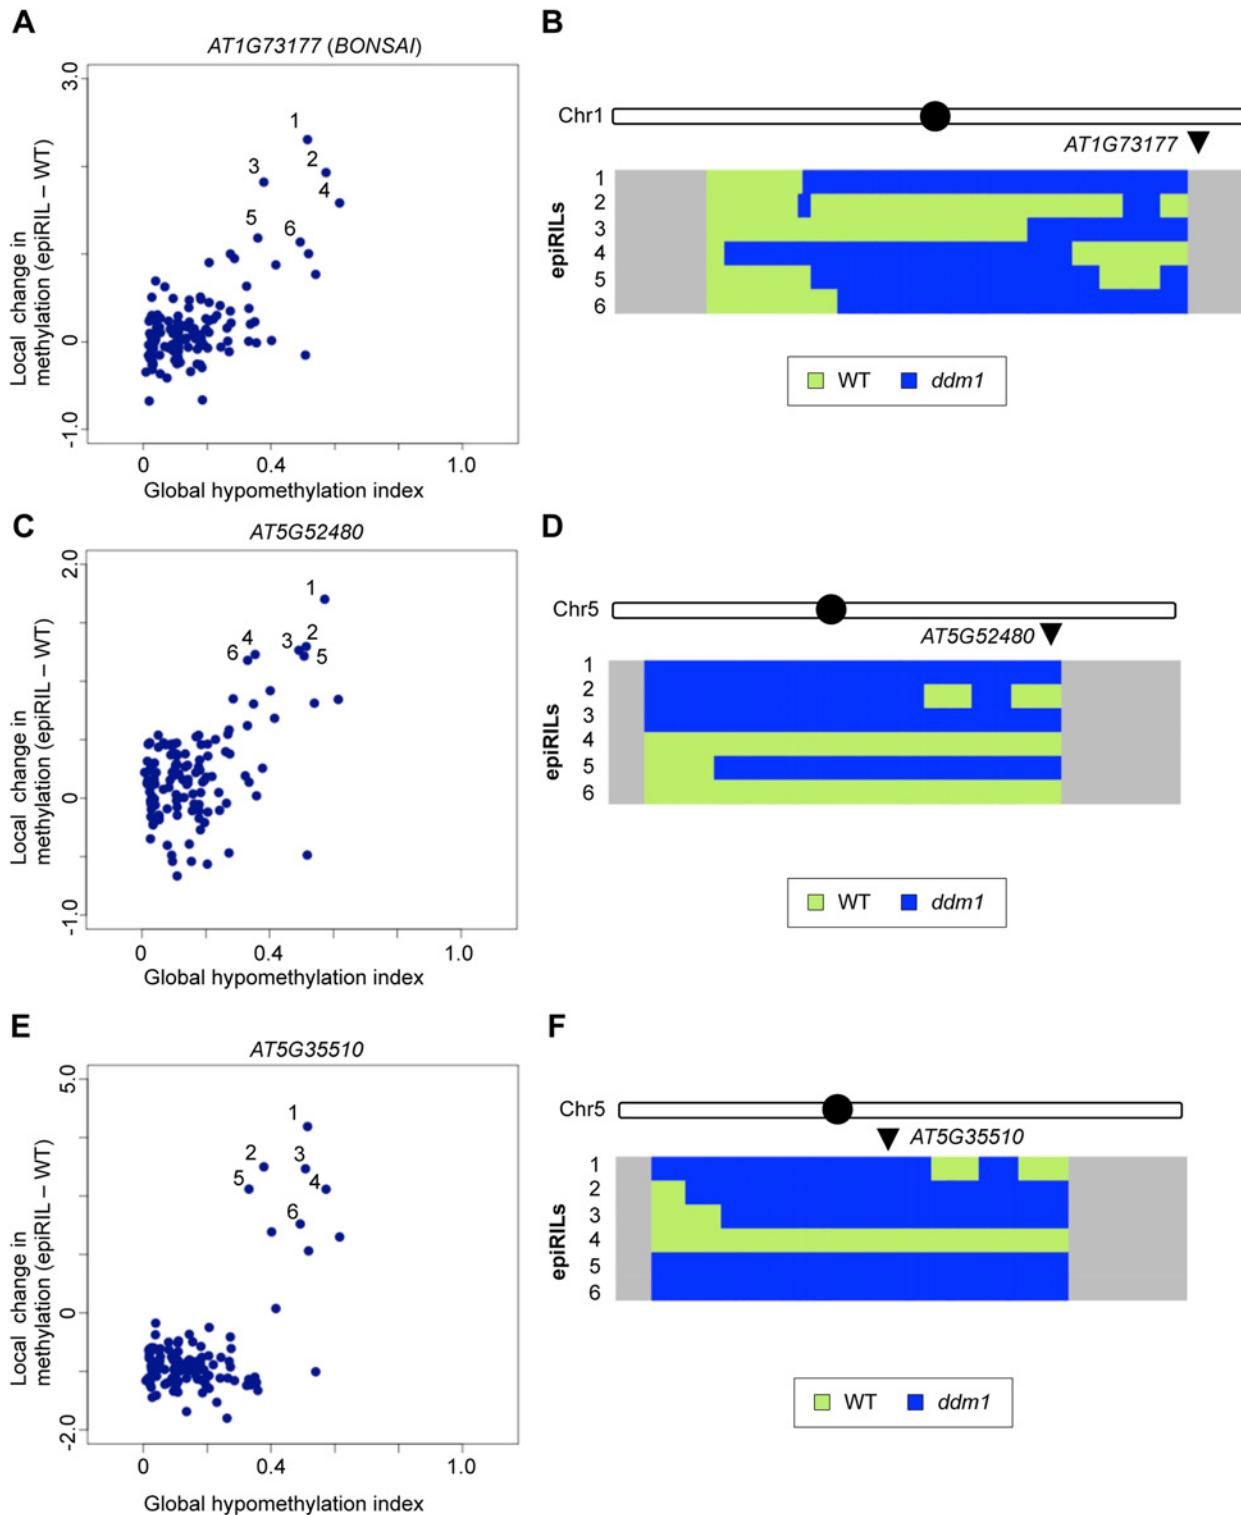 A
AT1G73177 (BONSAI)
3.0
0
-1.0
Local change in
methylation (epiRIL – WT)
1
2
3
4
5
6
0
0.4
1.0
Global hypomethylation index
B
Chr1
AT1G73177
epiRILs
1
2
3
4
5
6
WT
ddm1
C
AT5G52480
2.0
0
-1.0
Local change in
methylation (epiRIL – WT)
1
2
3
4
5
6
0
0.4
1.0
Global hypomethylation index
D
Chr5
AT5G52480
epiRILs
1
2
3
4
5
6
WT
ddm1
E
AT5G35510
5.0
0
-2.0
Local change in
methylation (epiRIL – WT)
1
2
3
4
5
6
0
0.4
1.0
Global hypomethylation index
F
Chr5
AT5G35510
epiRILs
1
2
3
4
5
6
WT
ddm1